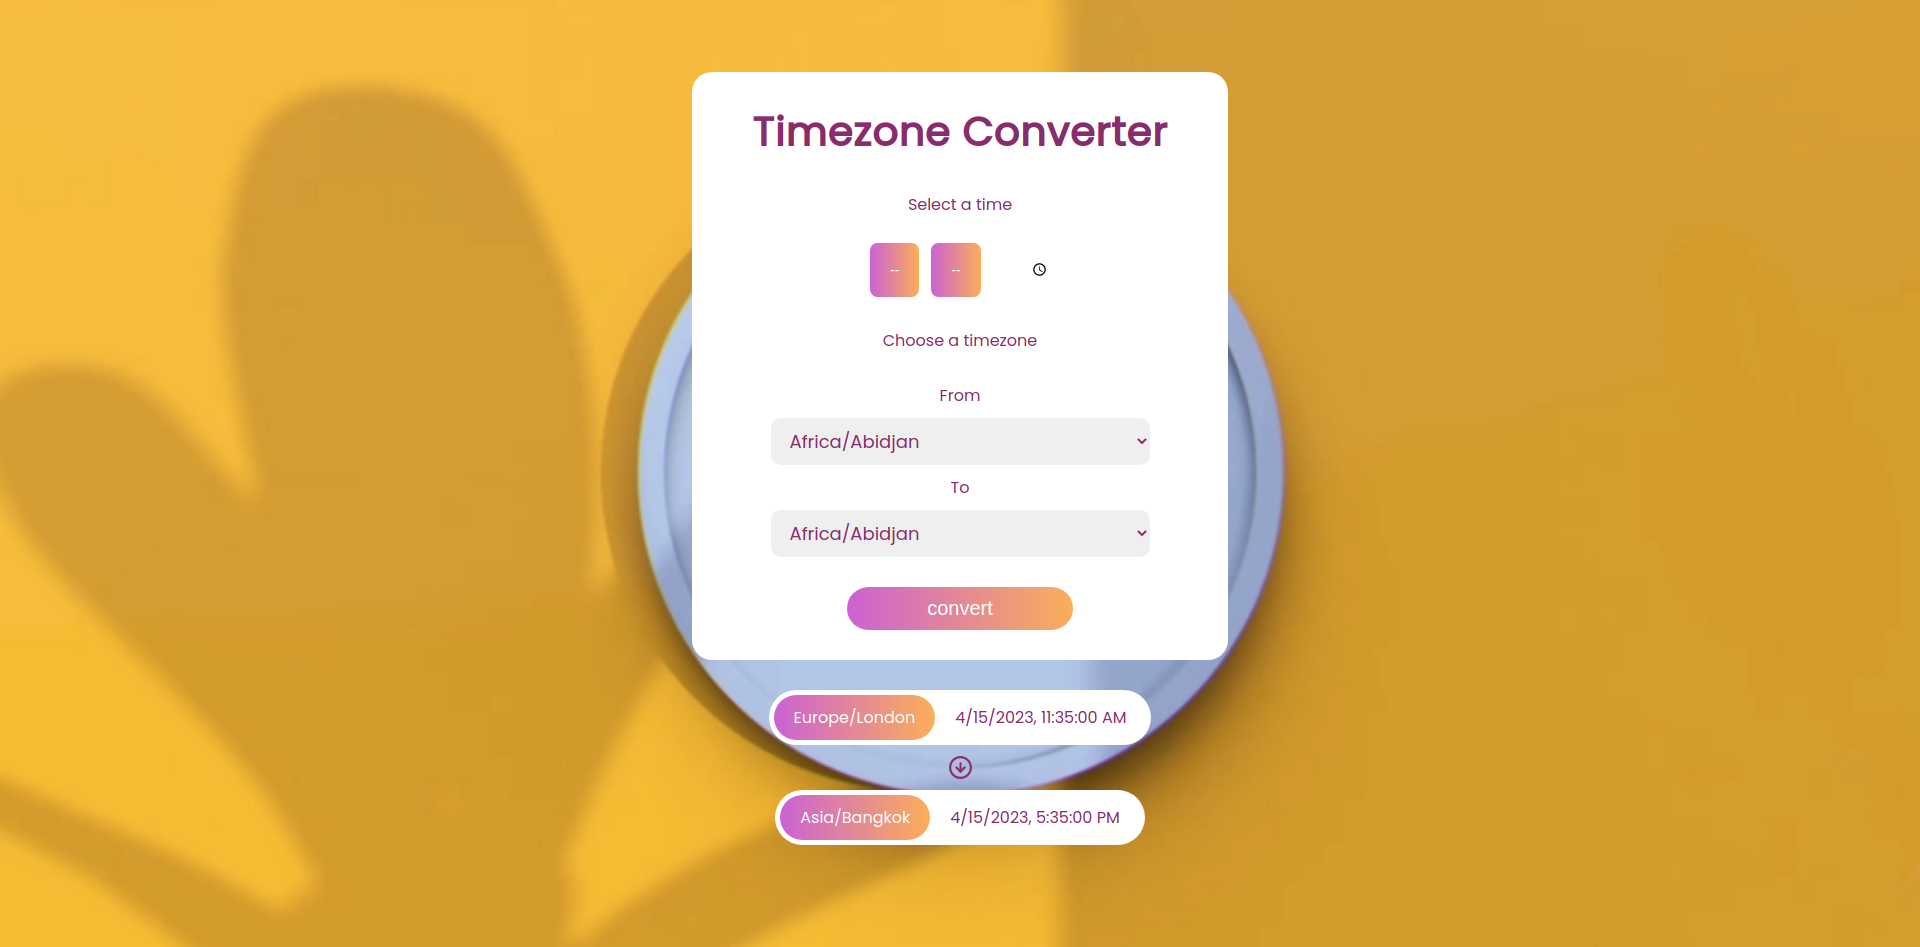 Timezone Converter
Select a time
-- --
Choose a timezone
From
Africa/Abidjan
To
Africa/Abidjan
convert
Europe/London 4/15/2023, 11:35:00 AM
Asia/Bangkok 4/15/2023, 5:35:00 PM